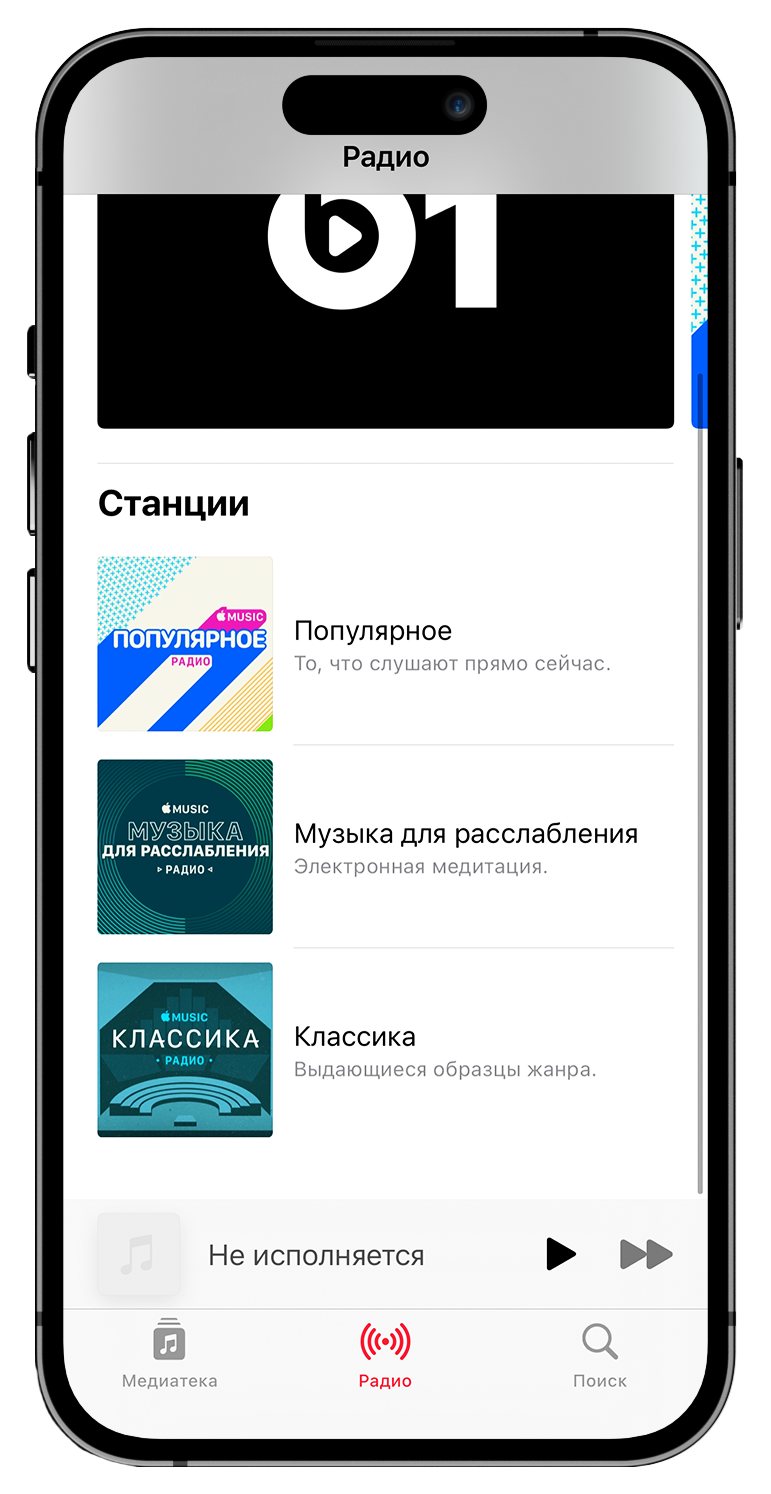 Радио
1
Станции
MUSIC
ПОПУЛЯРНОЕ
РАДИО
Популярное
То, что слушают прямо сейчас.
MUSIC
МУЗЫКА
ДЛЯ РАССЛАБЛЕНИЯ
РАДИО
Музыка для расслабления
Электронная медитация.
MUSIC
КЛАССИКА
• РАДИО •
Классика
Выдающиеся образцы жанра.
Не исполняется
Медиатека
Радио
Поиск